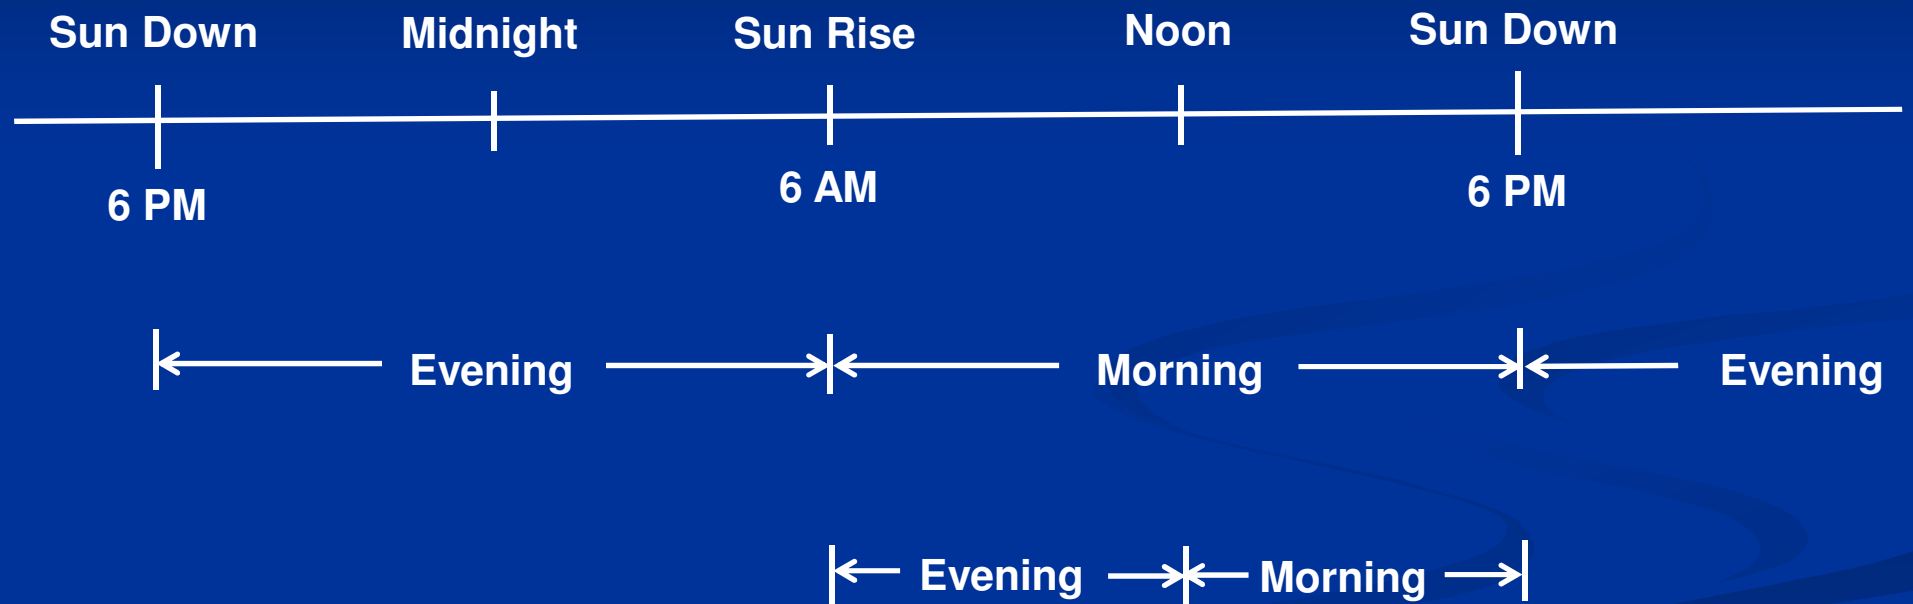 Sun Down Midnight Sun Rise Noon Sun Down
6 PM 6 AM 6 PM
Evening Morning Evening
Evening Morning